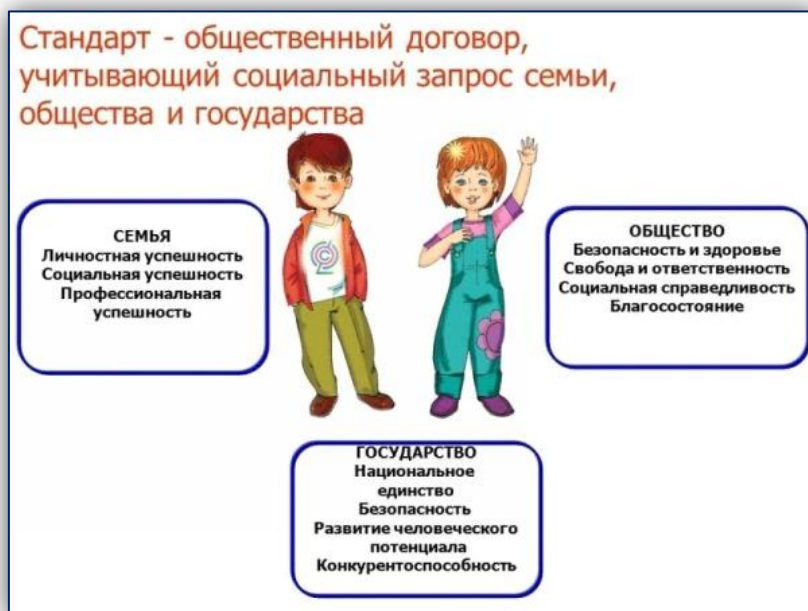 Стандарт - общественный договор,
учитывающий социальный запрос семьи,
общества и государства
СЕМЬЯ
Личностная успешность
Социальная успешность
Профессиональная
успешность
ОБЩЕСТВО
Безопасность и здоровье
Свобода и ответственность
Социальная справедливость
Благосостояние
ГОСУДАРСТВО
Национальное
единство
Безопасность
Развитие человеческого
потенциала
Конкурентоспособность